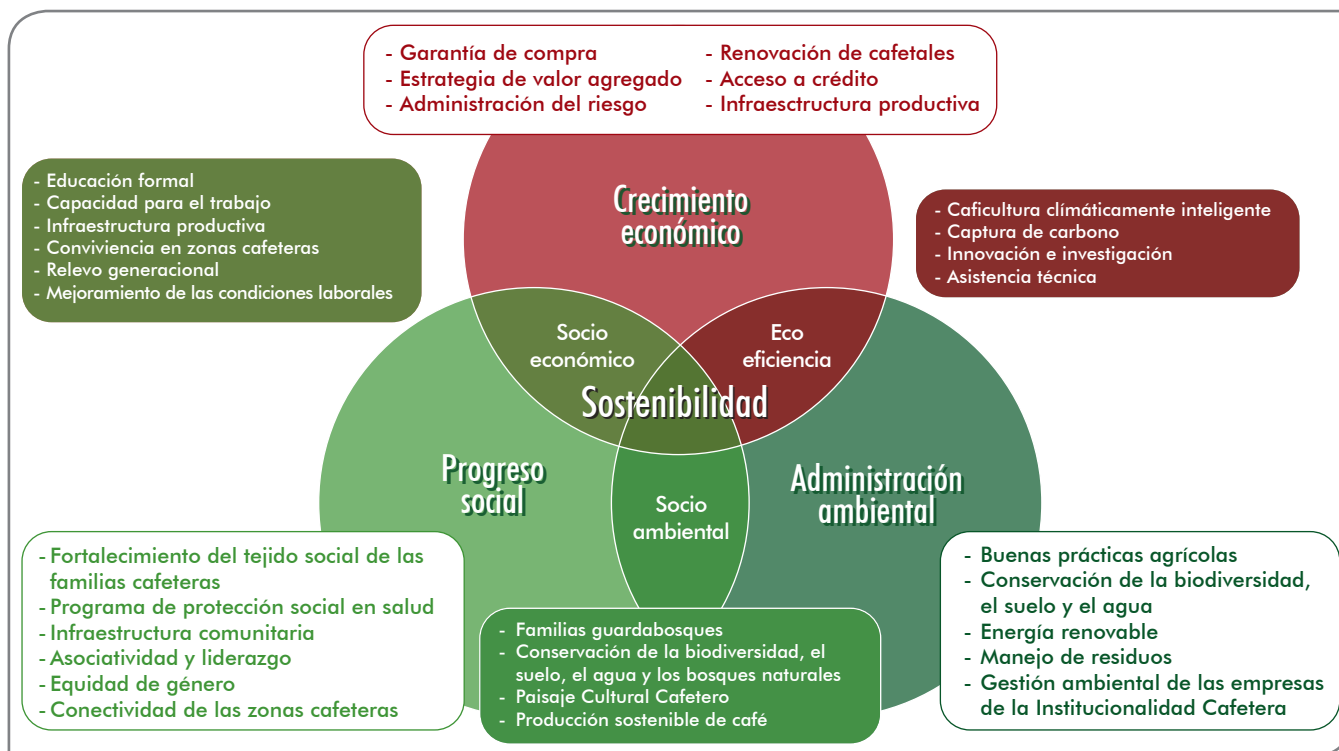 - Garantía de compra
- Estrategia de valor agregado
- Administración del riesgo
- Renovación de cafetales
- Acceso a crédito
- Infraesctructura productiva
- Educación formal
- Capacidad para el trabajo
- Infraestructura productiva
- Conviviencia en zonas cafeteras
- Relevo generacional
- Mejoramiento de las condiciones laborales
Crecimiento
económico
- Caficultura clímáticamente inteligente
- Captura de carbono
- Innovación e investigación
- Asistencia técnica
Socio
económico
Eco
eficiencia
Sostenibilidad
Progreso
social
Socio
ambiental
Administración
ambiental
- Fortalecimiento del tejido social de las
familias cafeteras
- Programa de protección social en salud
- Infraestructura comunitaria
- Asociatividad y liderazgo
- Equidad de género
- Conectividad de las zonas cafeteras
- Familias guardabosques
- Conservación de la biodiversidad, el
suelo, el agua y los bosques naturales
- Paisaje Cultural Cafetero
- Producción sostenible de café
- Buenas prácticas agrícolas
- Conservación de la biodiversidad,
el suelo y el agua
- Energía renovable
- Manejo de residuos
- Gestión ambiental de las empresas
de la Institucionalidad Cafetera